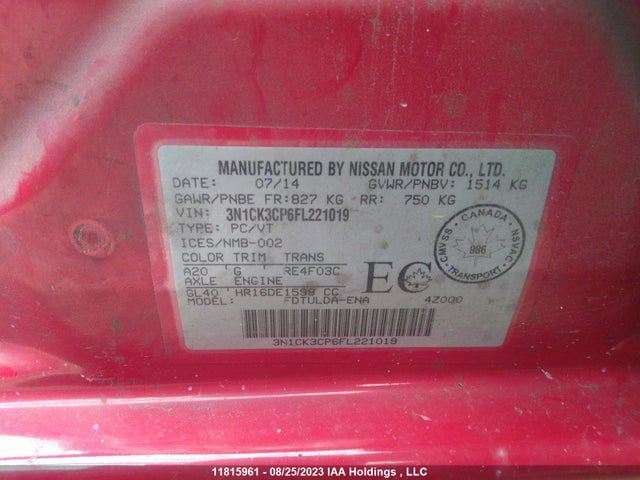 MANUFACTURED BY NISSAN MOTOR CO., LTD.
DATE: 07/14 GVWR/PNBV: 1514 KG
GAWR/PNBE FR: 827 KG RR: 750 KG
VIN: 3N1CK3CP6FL221019
TYPE: PC/VT
ICES/NMB-002
COLOR TRIM TRANS
A20 G RE4F03C
AXLE ENGINE
GL40 HR16DE1598 CC
MODEL: FDTULDA-ENA 4Z000
EC
CANADA
CMVSS NSVAC
986
TRANSPORT
3N1CK3CP6FL221019
11815961 - 08/25/2023 IAA Holdings , LLC